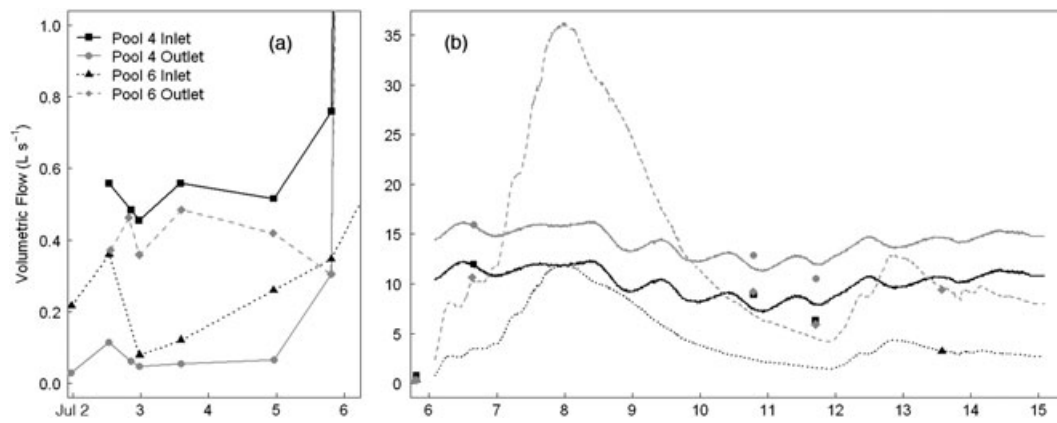 Volumetric Flow (L s⁻¹)
1.0
0.8
0.6
0.4
0.2
0.0
Pool 4 Inlet
Pool 4 Outlet
Pool 6 Inlet
Pool 6 Outlet
(a)
Jul 2 3 4 5 6
(b)
35
30
25
20
15
10
5
0
6 7 8 9 10 11 12 13 14 15